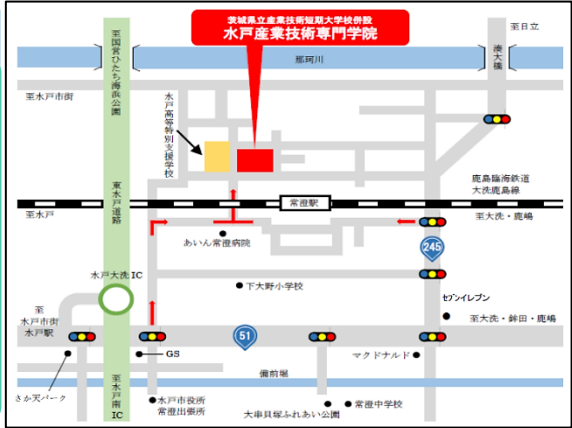 茨城県立産業技術短期大学校併設
水戸産業技術専門学院
至日立
湊大橋
至国営ひたち海浜公園
那珂川
至水戸市街
水戸高等特別支援学校
鹿島臨海鉄道
大洗鹿島線
東水戸道路
常澄駅
至水戸
至大洗・鹿嶋
あいん常澄病院
245
水戸大洗IC
下大野小学校
セブンイレブン
至
水戸市街
水戸駅
51
至大洗・鉾田・鹿嶋
GS
マクドナルド
備前堀
さか天パーク
至水戸南IC
水戸市役所
常澄出張所
大串貝塚ふれあい公園
常澄中学校